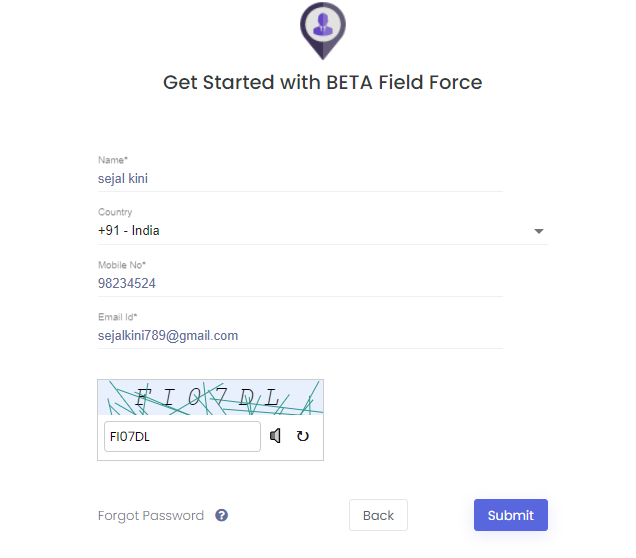 Get Started with BETA Field Force
Name*
sejal kini
Country
+91 - India
Mobile No*
98234524
Email Id*
sejalkini789@gmail.com
FI07DL
FI07DL
Forgot Password ?
Back
Submit